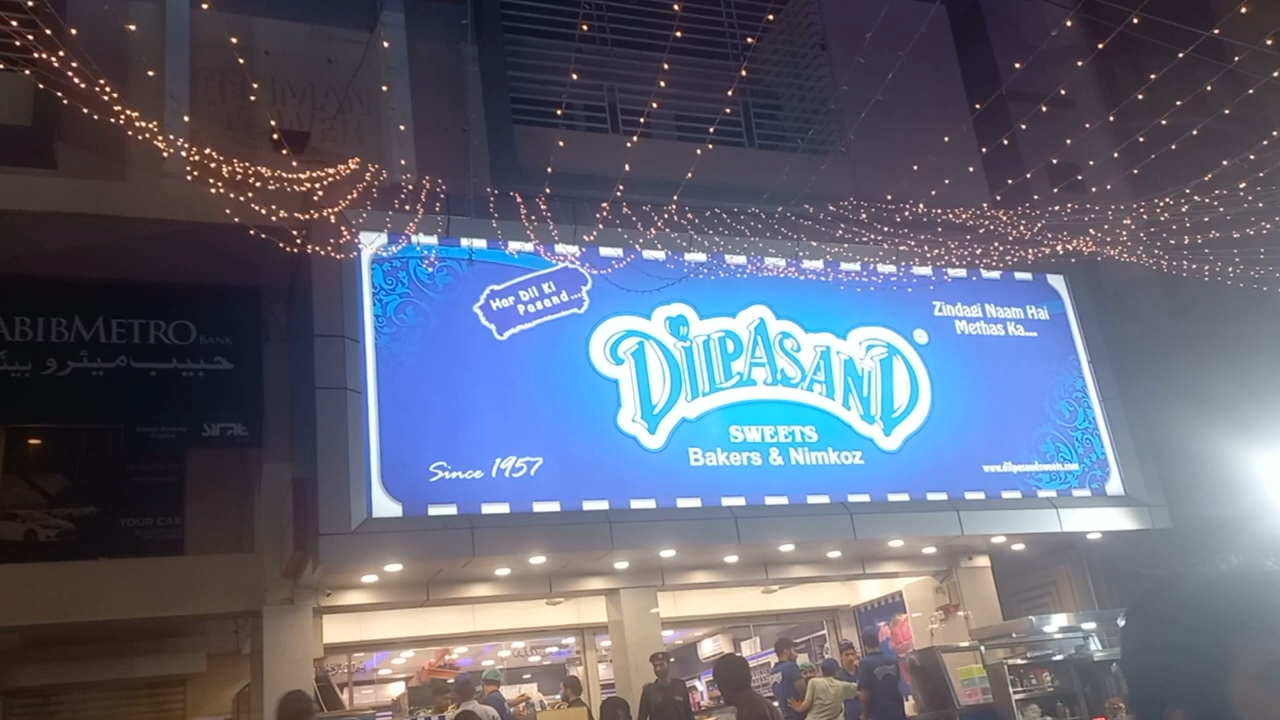 ABIBMETRO BANK
حبیب میٹرو بینک
Sirat
YOUR CAR
Har Dil Ki
Pasand...
DILPASAND
SWEETS
Bakers & Nimkoz
Since 1957
Zindagi Naam Hai
Methas Ka....
www.dilpasandsweets.com